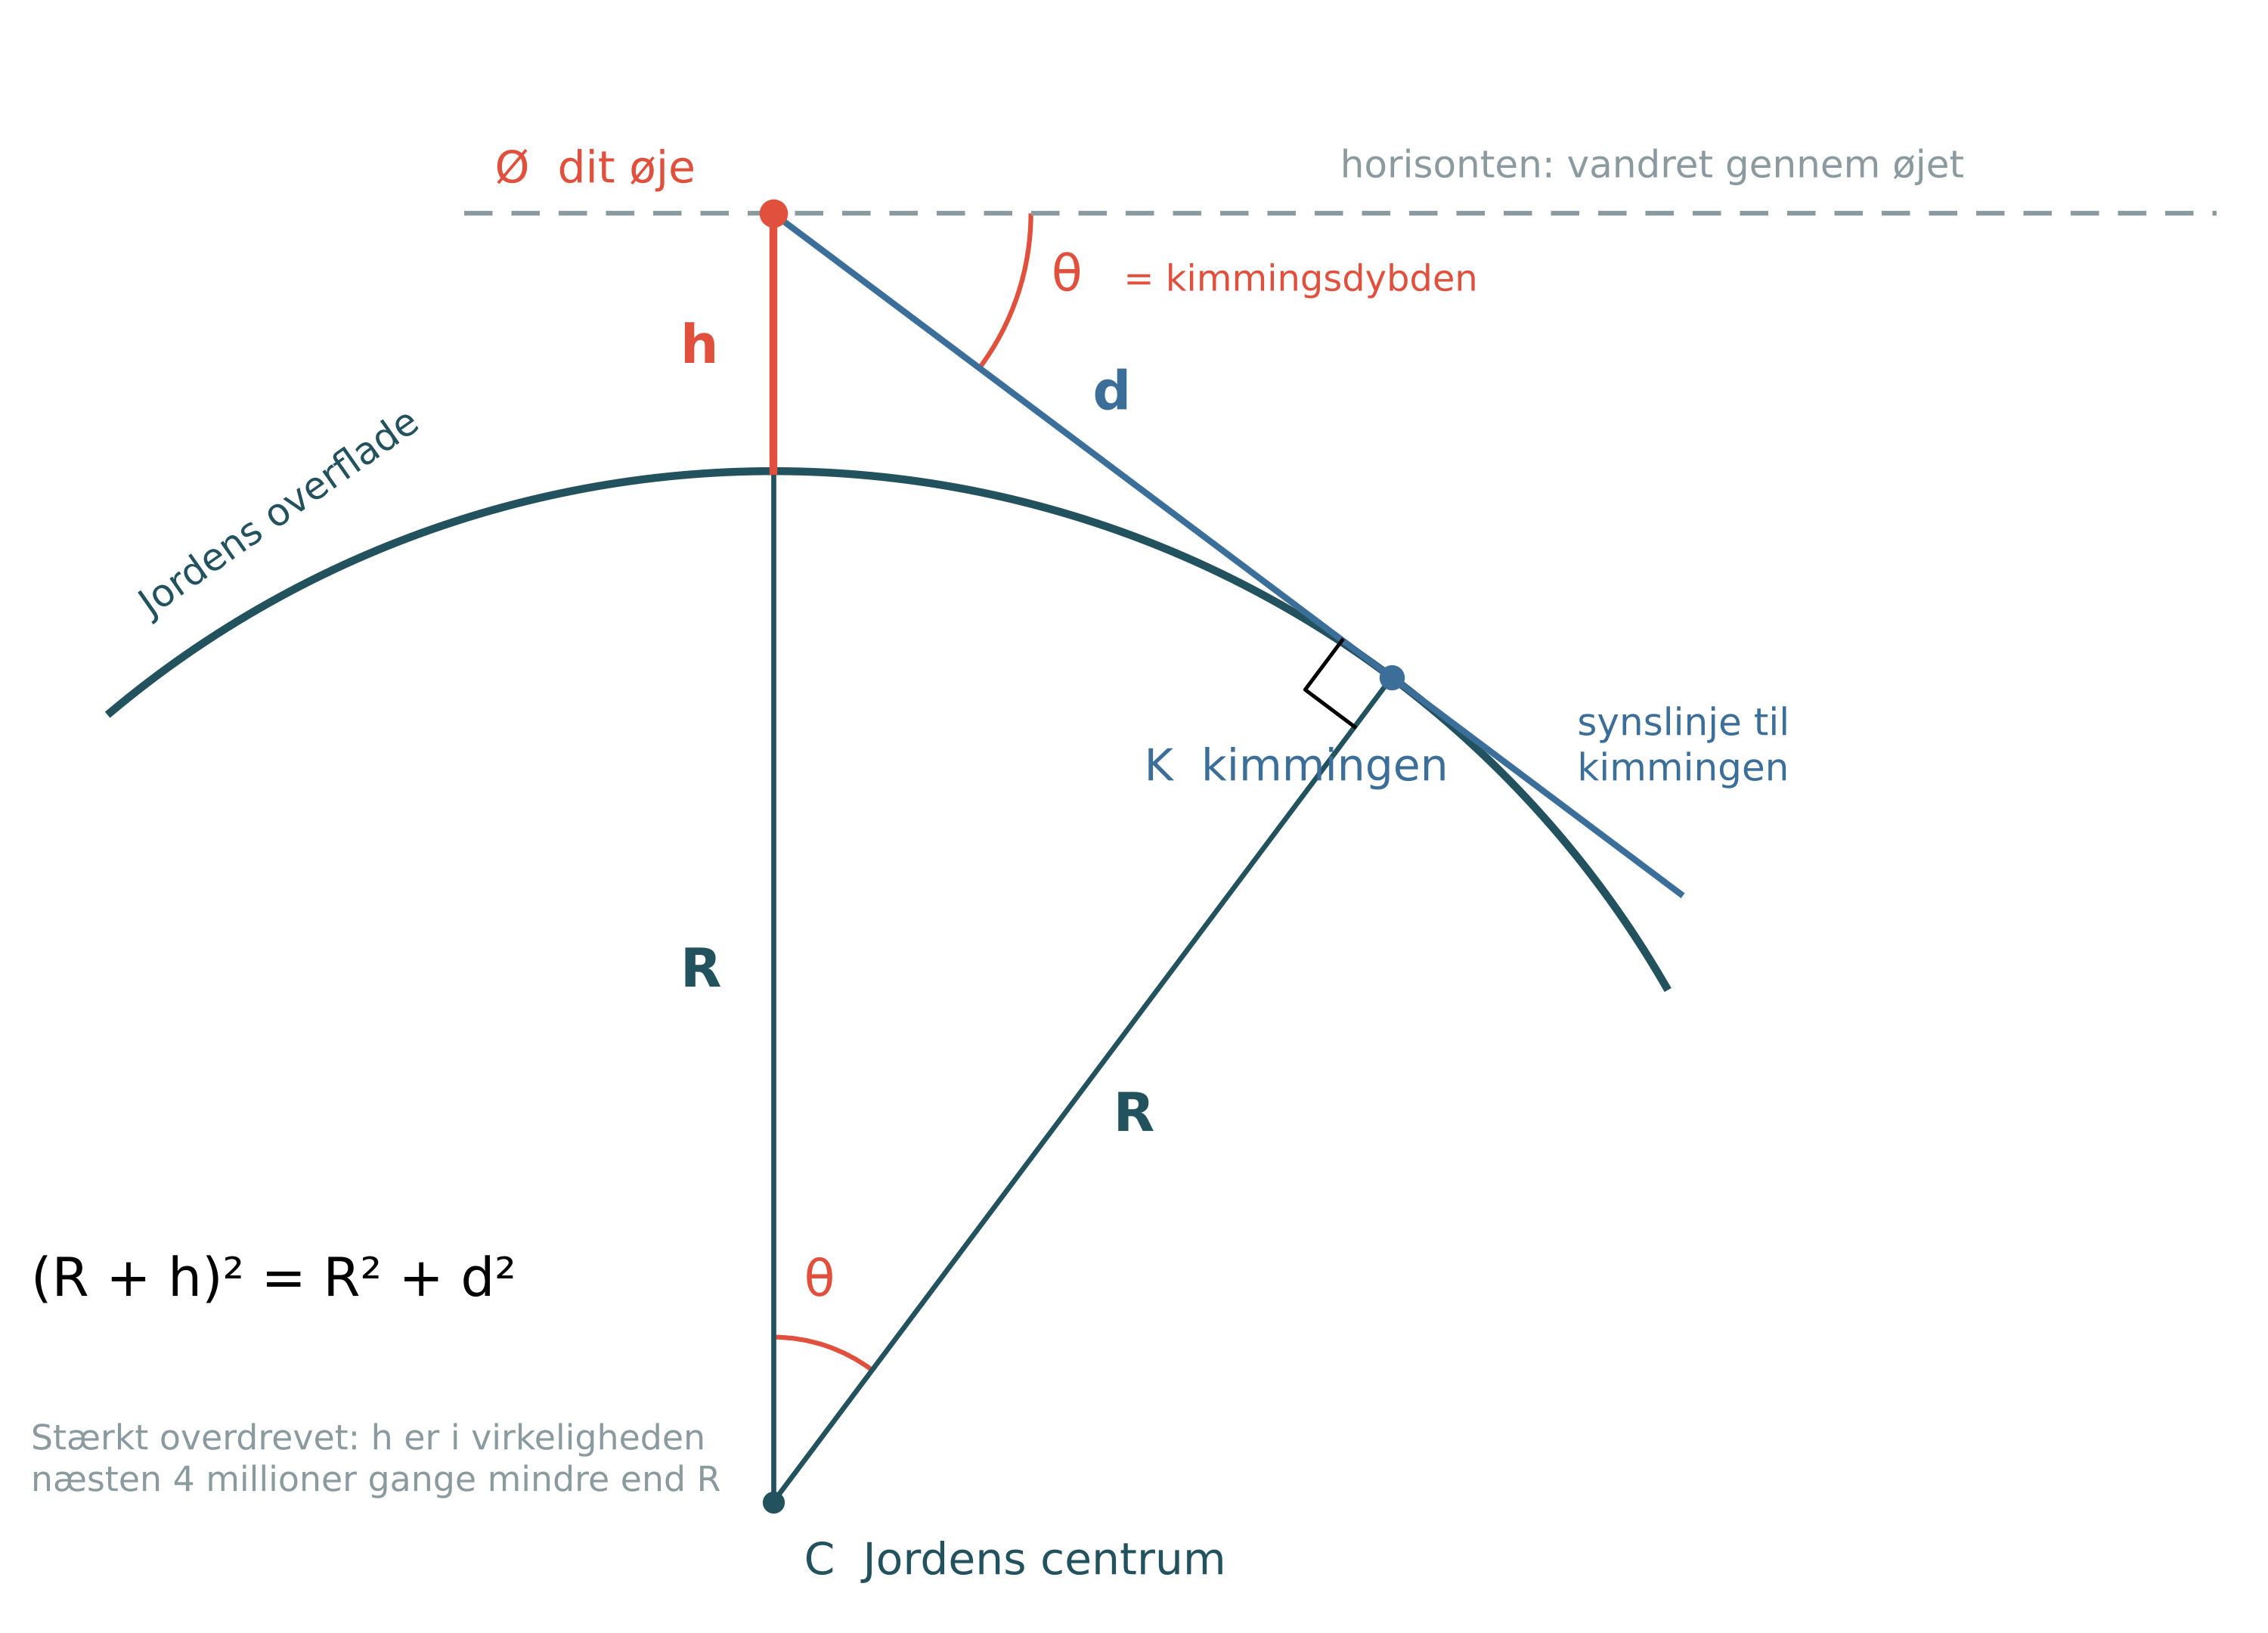 Ø dit øje
horisonten: vandret gennem øjet
θ = kimmingsdybden
h
d
Jordens overflade
synslinje til
kimmingen
K kimmingen
R
R
θ
(R + h)² = R² + d²
Stærkt overdrevet: h er i virkeligheden
næsten 4 millioner gange mindre end R
C Jordens centrum